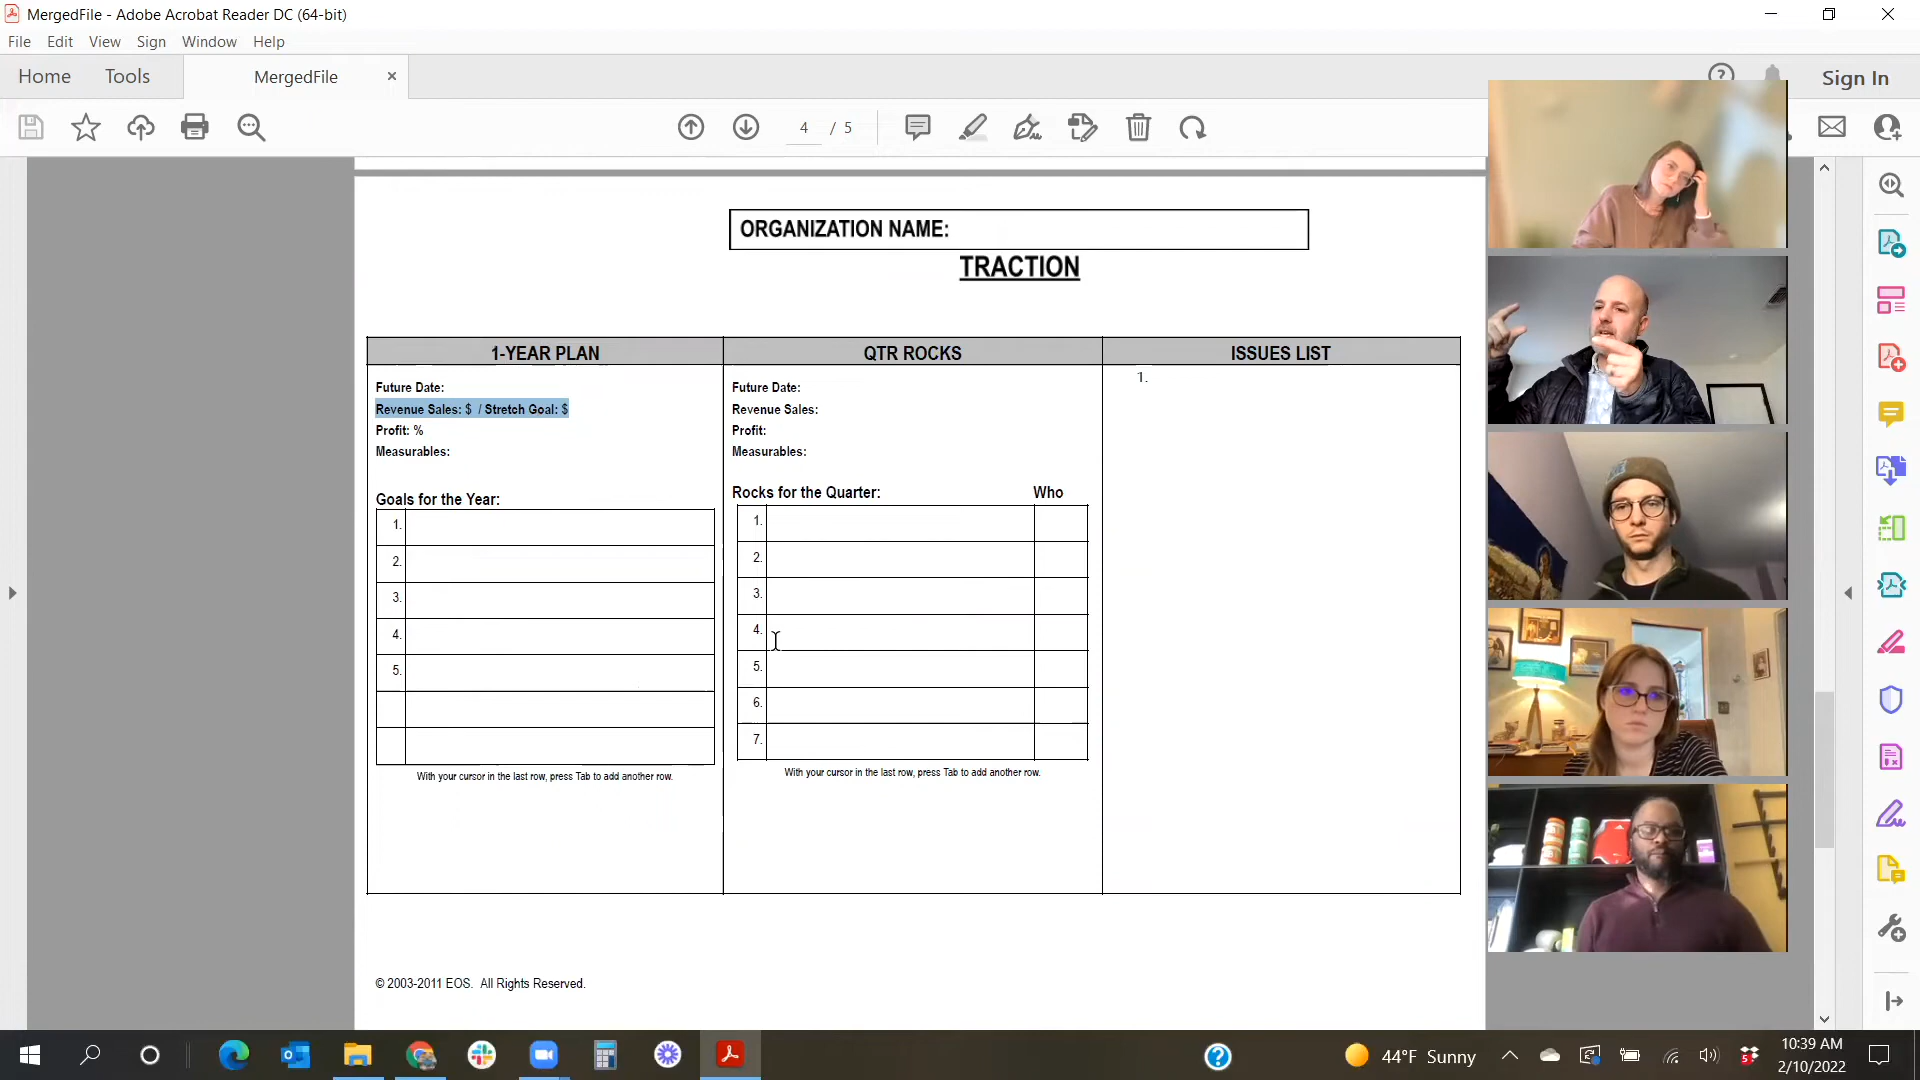 MergedFile - Adobe Acrobat Reader DC (64-bit)
File Edit View Sign Window Help
Home Tools MergedFile × Sign In
4 / 5
ORGANIZATION NAME:
TRACTION
1-YEAR PLAN
Future Date:
Revenue Sales: $ / Stretch Goal: $
Profit: %
Measurables:
Goals for the Year:
1.
2.
3.
4.
5.
With your cursor in the last row, press Tab to add another row.
QTR ROCKS
Future Date:
Revenue Sales:
Profit:
Measurables:
Rocks for the Quarter: Who
1.
2.
3.
4.
5.
6.
7.
With your cursor in the last row, press Tab to add another row.
ISSUES LIST
1.
© 2003-2011 EOS. All Rights Reserved.
44°F Sunny
10:39 AM
2/10/2022